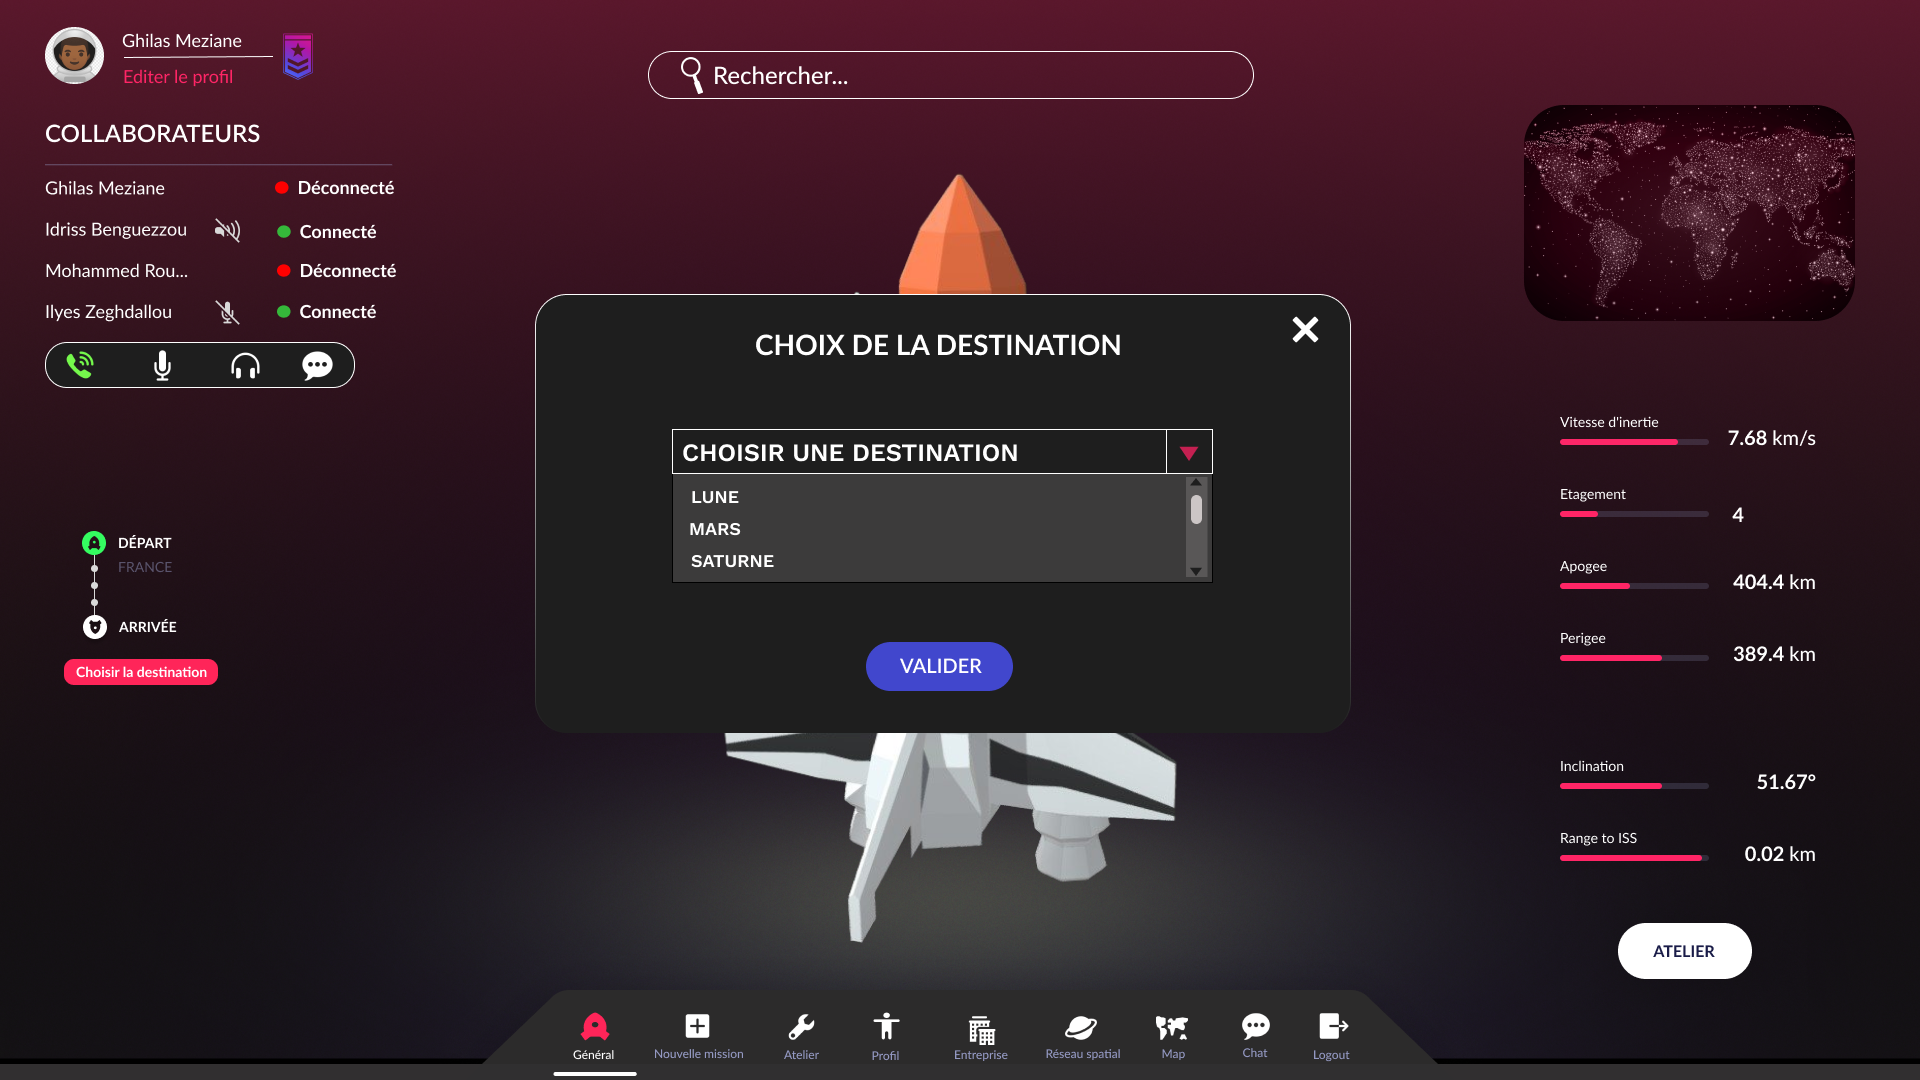 Ghilas Meziane
Editer le profil
Rechercher...
COLLABORATEURS
Ghilas Meziane Déconnecté
Idriss Benguezzou Connecté
Mohammed Rou... Déconnecté
Ilyes Zeghdallou Connecté
DÉPART
FRANCE
ARRIVÉE
Choisir la destination
CHOIX DE LA DESTINATION
CHOISIR UNE DESTINATION
LUNE
MARS
SATURNE
VALIDER
Vitesse d'inertie
7.68 km/s
Etagement
4
Apogee
404.4 km
Perigee
389.4 km
Inclination
51.67°
Range to ISS
0.02 km
ATELIER
Général
Nouvelle mission
Atelier
Profil
Entreprise
Réseau spatial
Map
Chat
Logout